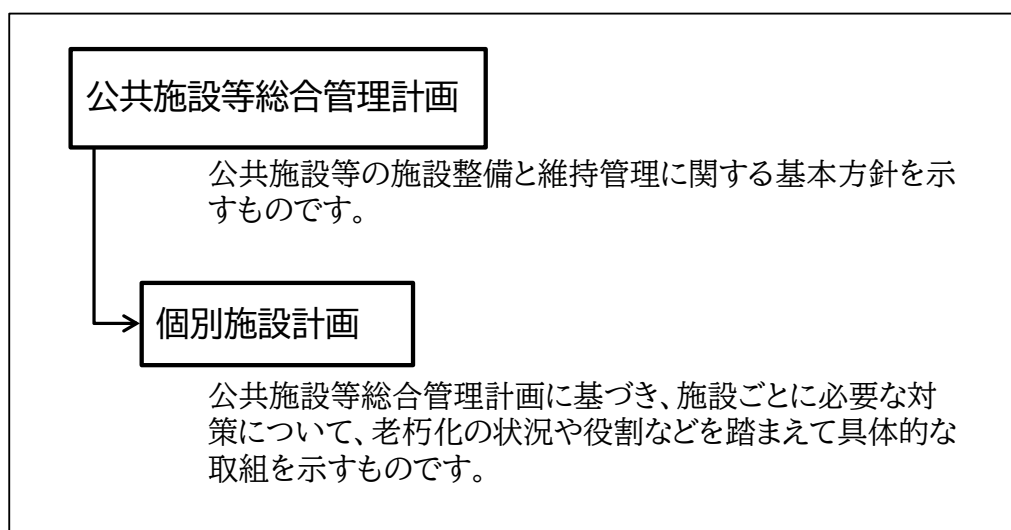 公共施設等総合管理計画
公共施設等の施設整備と維持管理に関する基本方針を示
すものです。
個別施設計画
公共施設等総合管理計画に基づき、施設ごとに必要な対
策について、老朽化の状況や役割などを踏まえて具体的な
取組を示すものです。